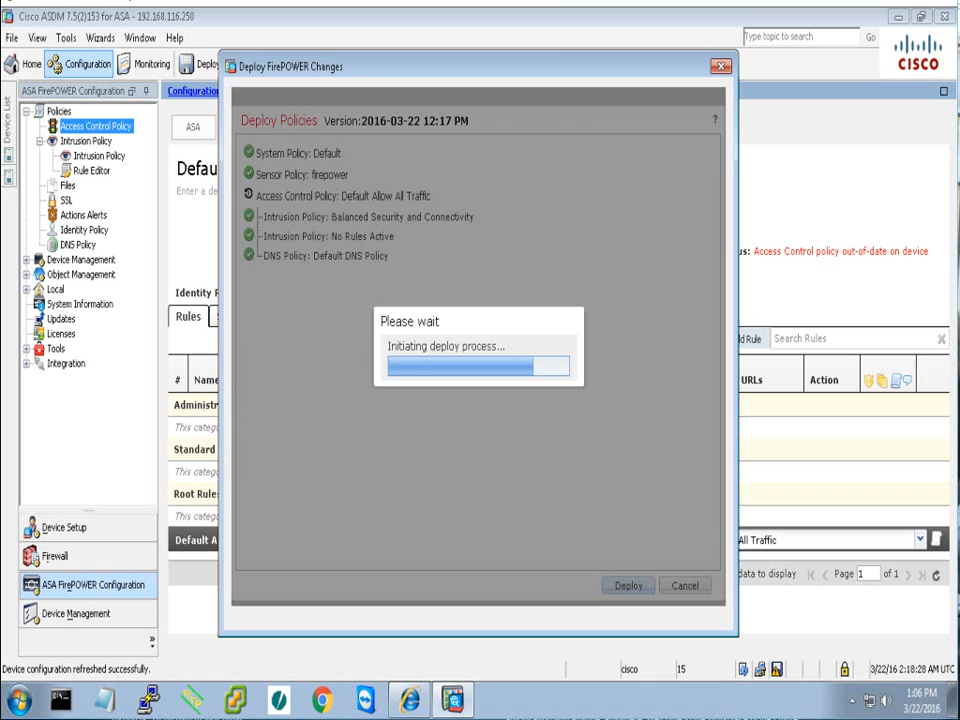 Cisco ASDM 7.5(2)153 for ASA - 192.168.116.250
File View Tools Wizards Window Help
Type topic to search Go
CISCO
Home Configuration Monitoring Deploy
Device List
ASA FirePOWER Configuration
Policies
Access Control Policy
Intrusion Policy
Intrusion Policy
Rule Editor
Files
SSL
Actions Alerts
Identity Policy
DNS Policy
Device Management
Object Management
Local
System Information
Updates
Licenses
Tools
Integration
Device Setup
Firewall
ASA FirePOWER Configuration
Device Management
»
Configuration
ASA
Defau
Enter a de
us: Access Control policy out-of-date on device
Identity P
Rules
d Rule Search Rules
# Name URLs Action
Administr
This catego
Standard
This catego
Root Rule
This catego
Default A All Traffic
data to display Page 1 of 1
Deploy FirePOWER Changes
Deploy Policies Version:2016-03-22 12:17 PM ?
System Policy: Default
Sensor Policy: firepower
Access Control Policy: Default Allow All Traffic
Intrusion Policy: Balanced Security and Connectivity
Intrusion Policy: No Rules Active
DNS Policy: Default DNS Policy
Please wait
Initiating deploy process...
Deploy Cancel
Device configuration refreshed successfully. cisco 15 3/22/16 2:18:28 AM UTC
1:06 PM
3/22/2016